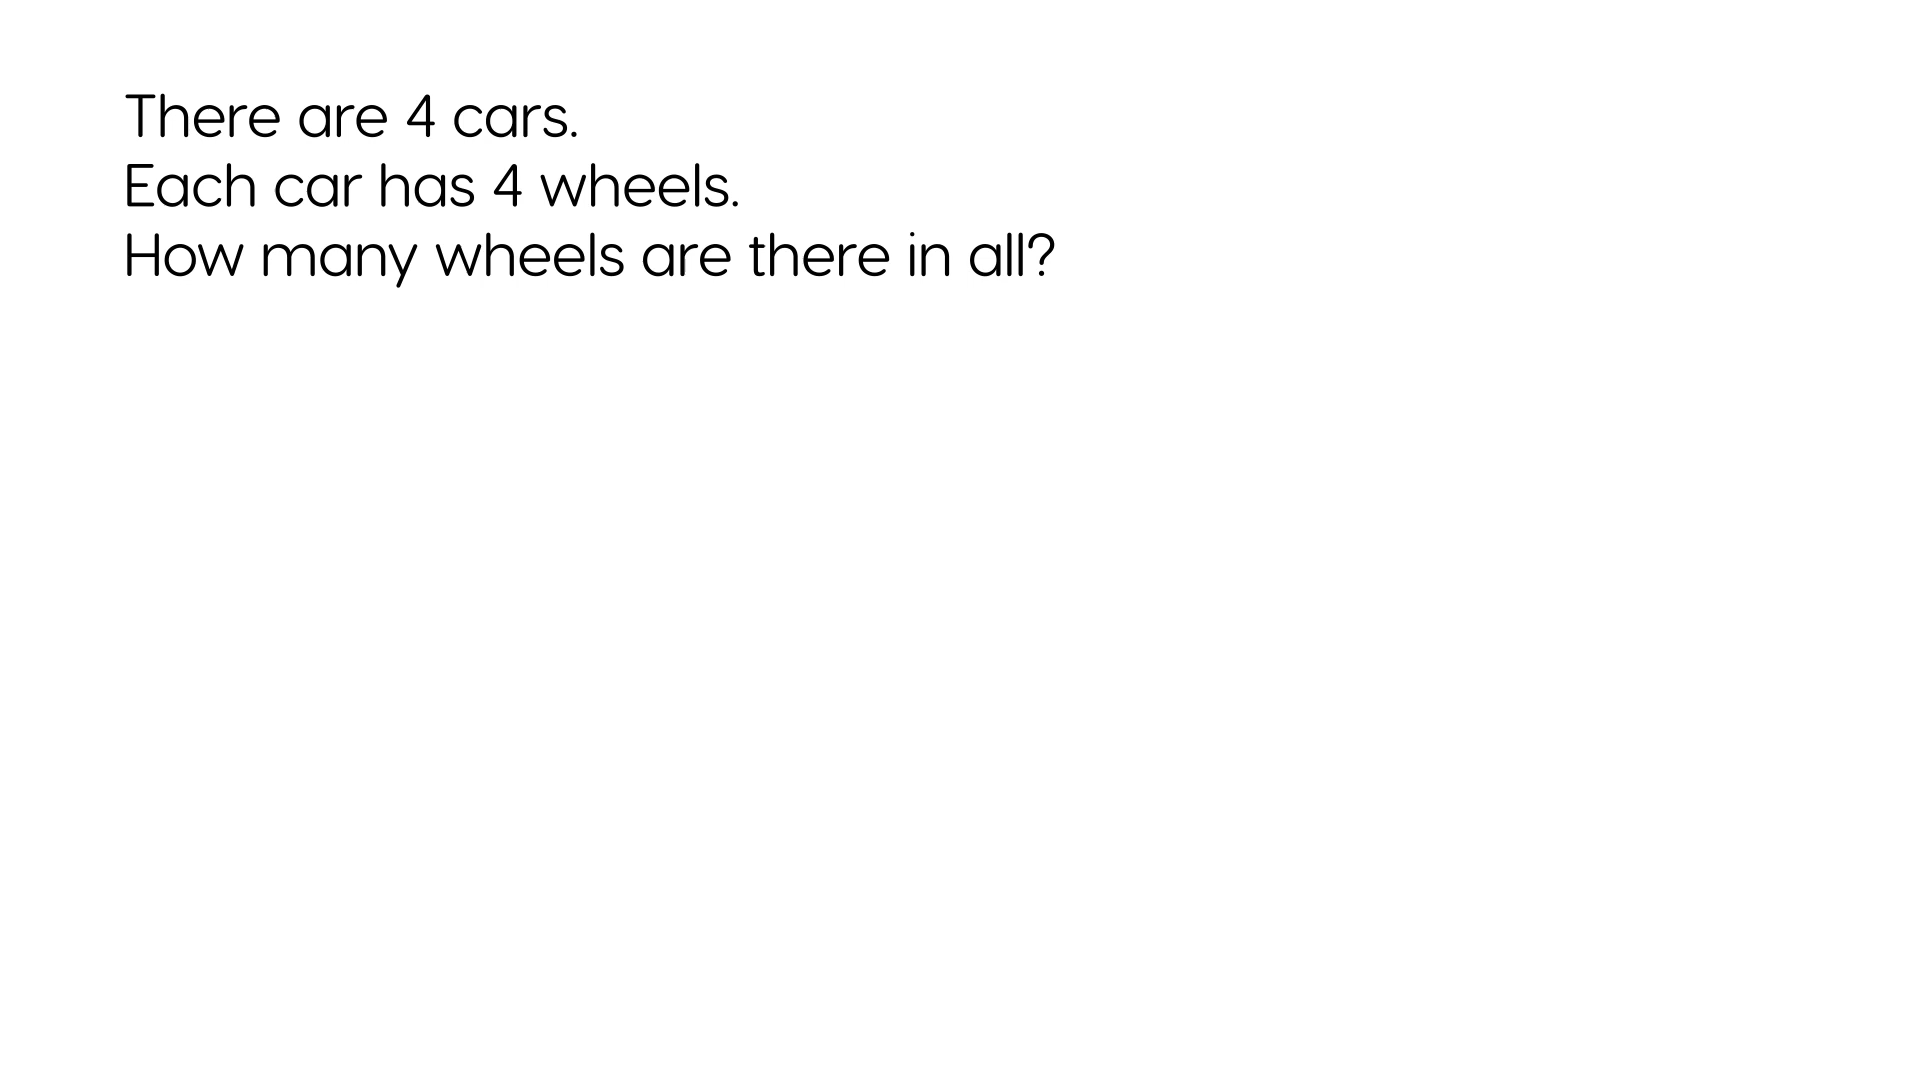 There are 4 cars.
Each car has 4 wheels.
How many wheels are there in all?